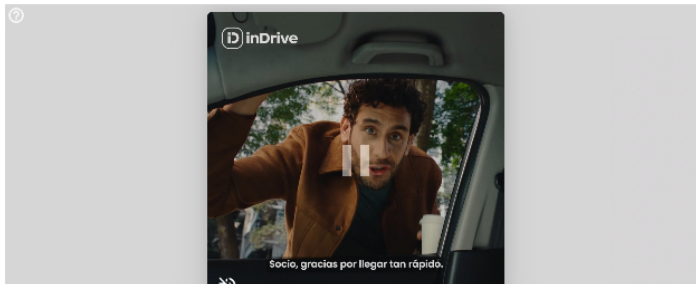 inDrive
Socio, gracias por llegar tan rápido.